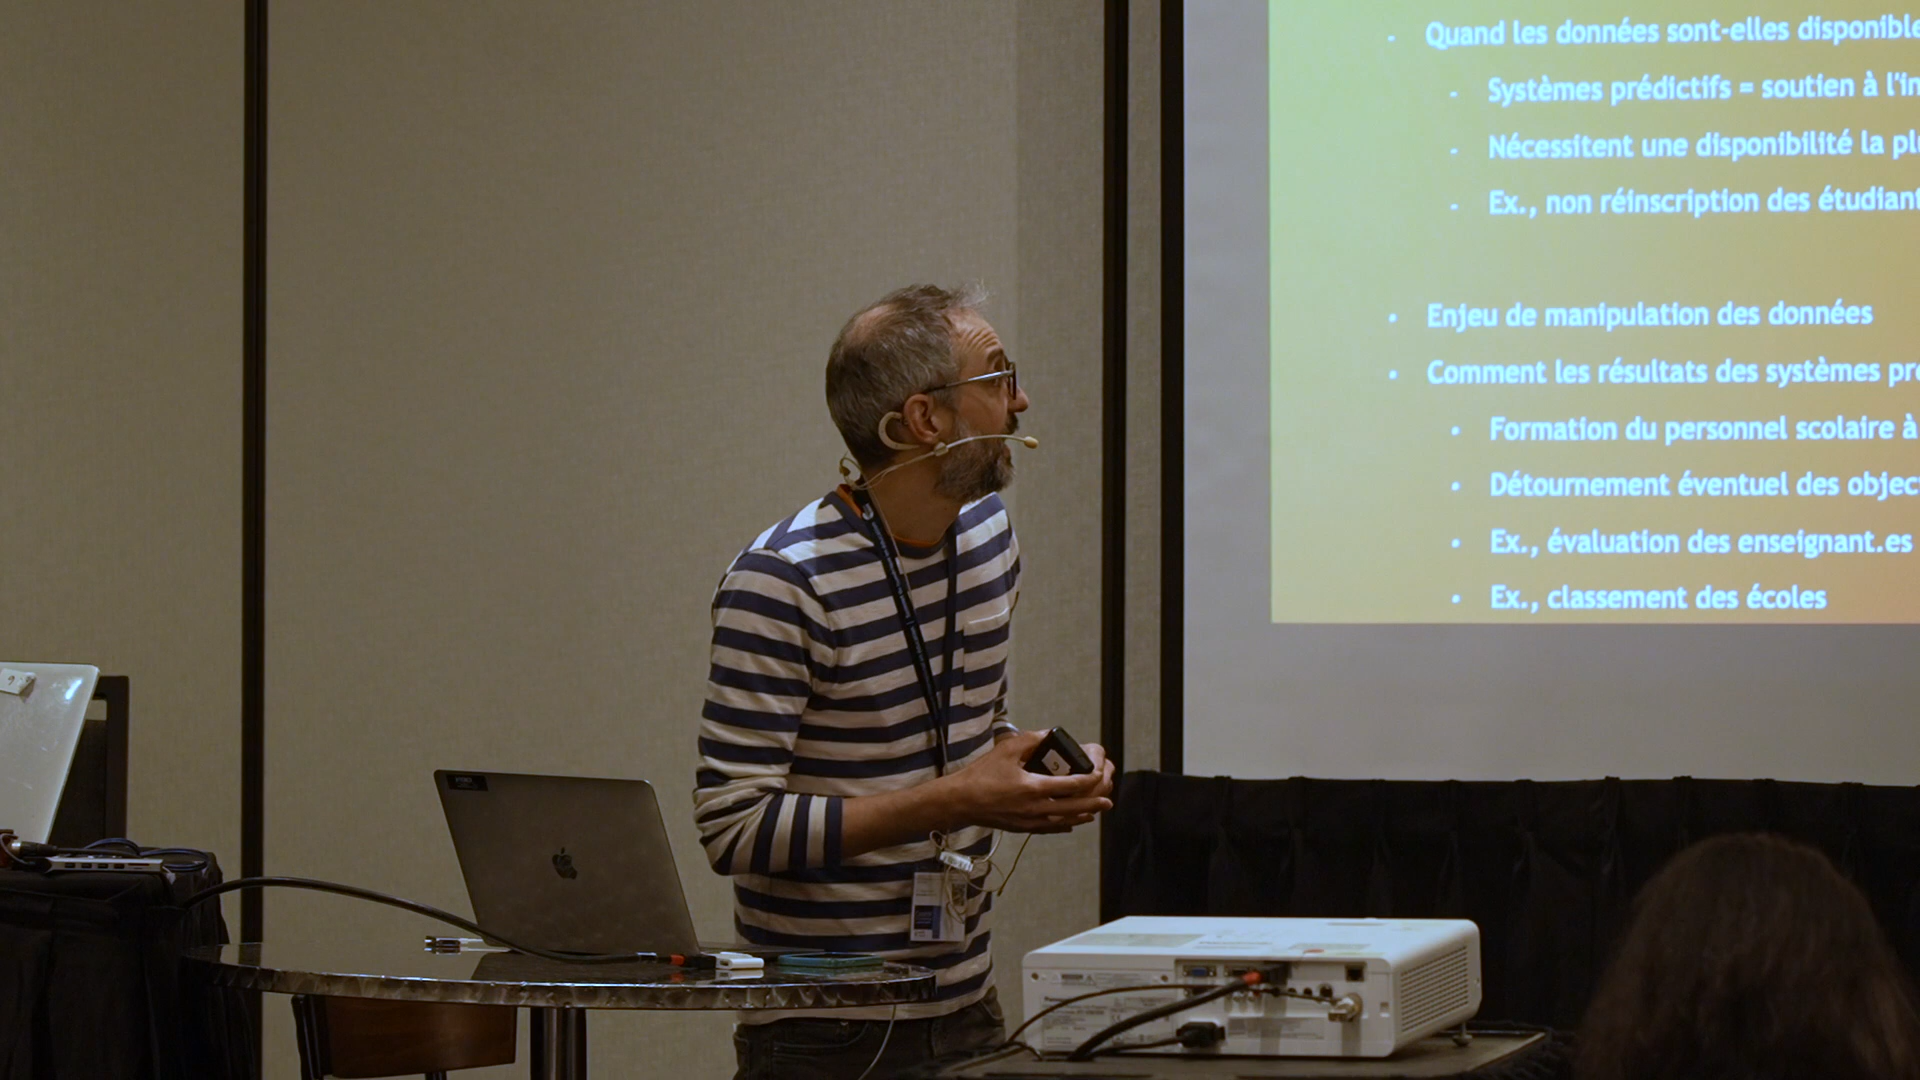 - Quand les données sont-elles disponible
- Systèmes prédictifs = soutien à l'in
- Nécessitent une disponibilité la pl
- Ex., non réinscription des étudiant
• Enjeu de manipulation des données
• Comment les résultats des systèmes pr
• Formation du personnel scolaire à
• Détournement éventuel des objec
• Ex., évaluation des enseignant.es
• Ex., classement des écoles